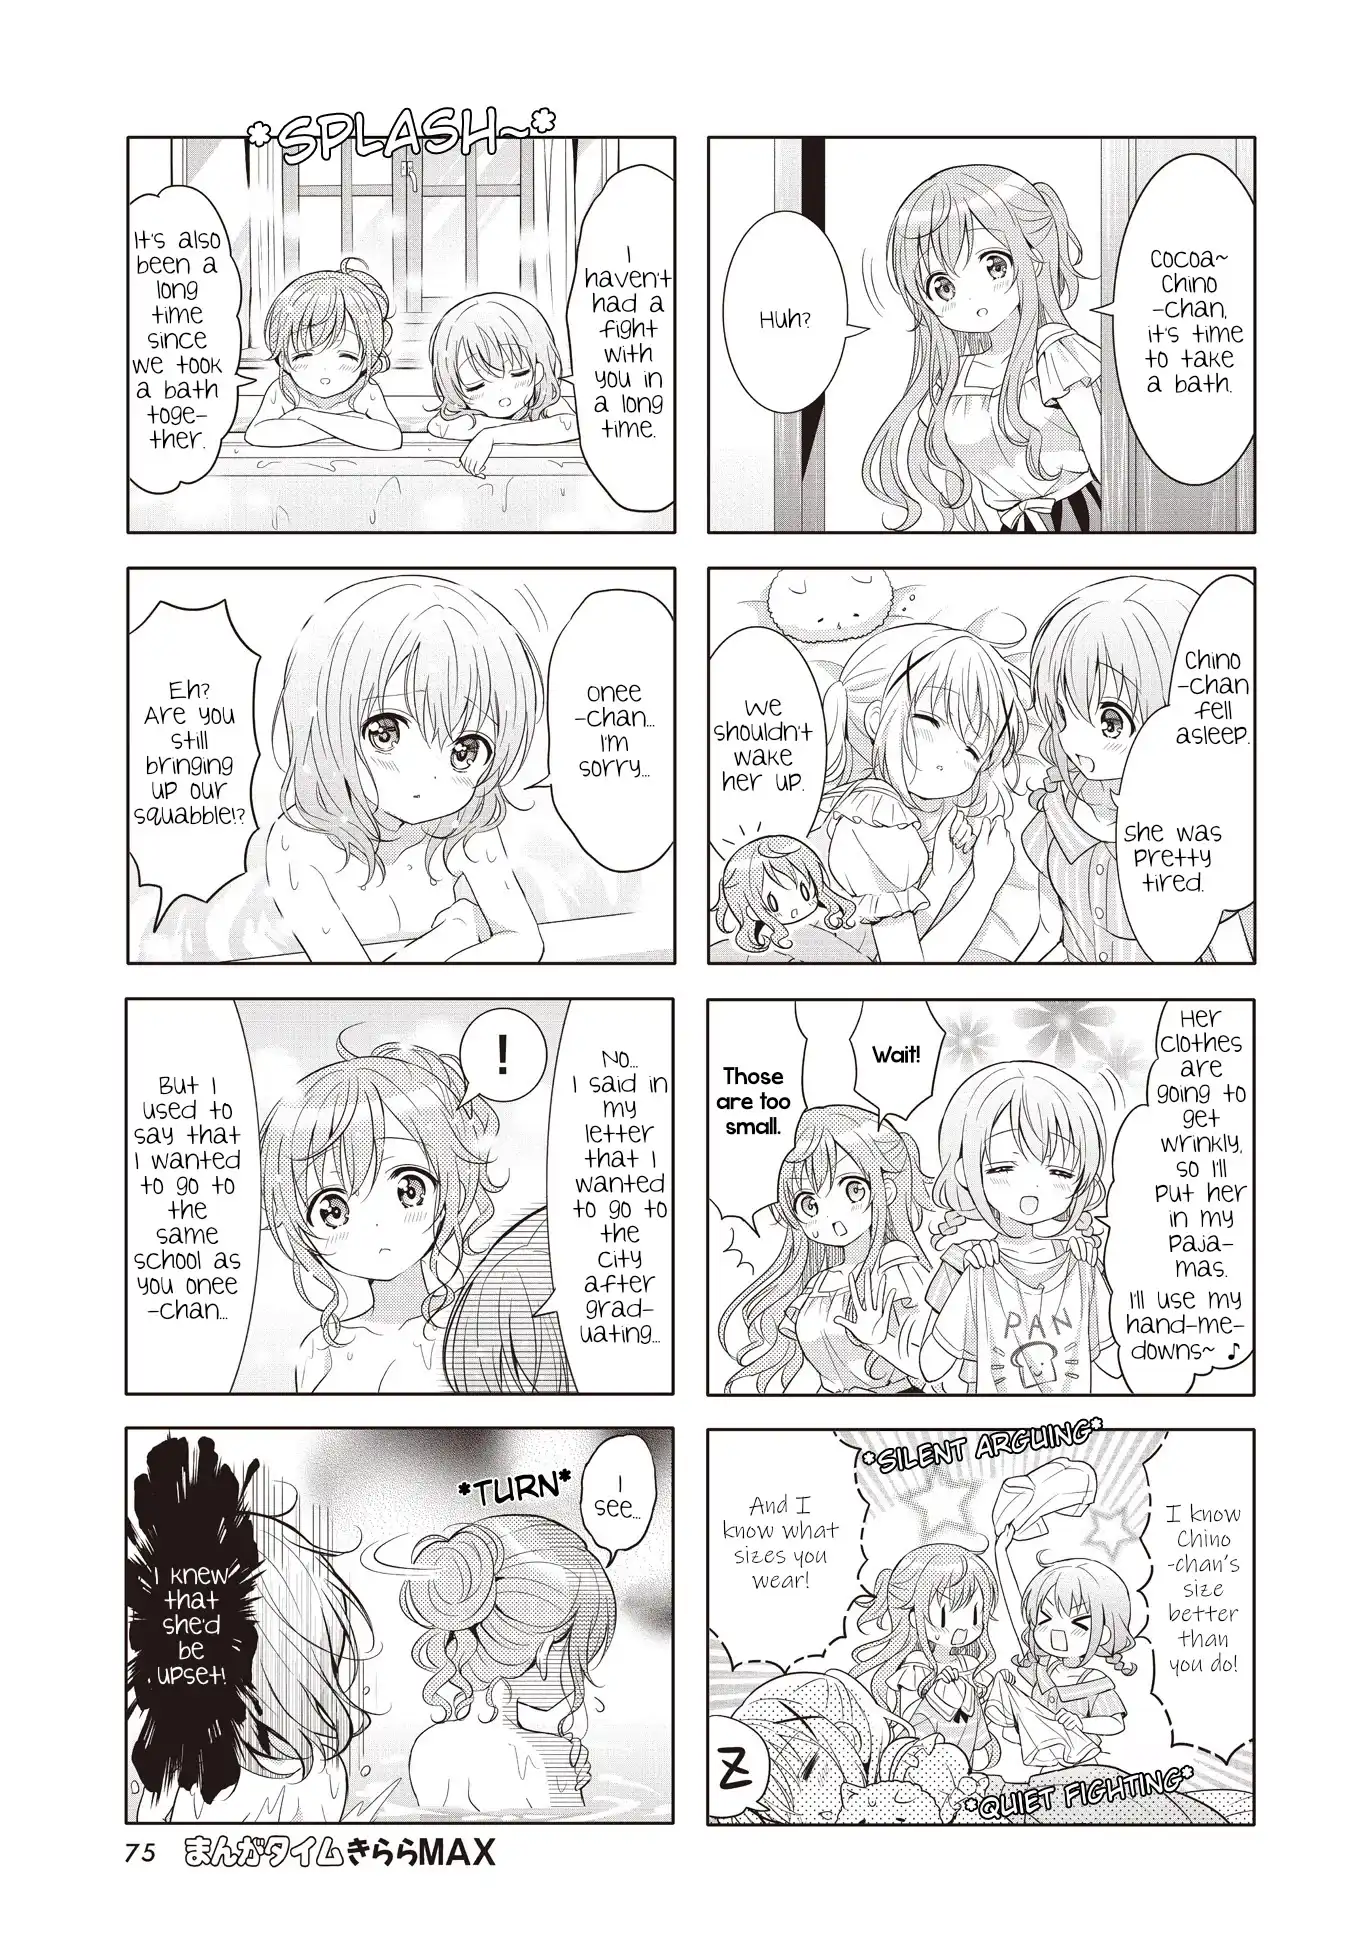 COCOA~
CHINO
-CHAN,
IT'S TIME
TO TAKE
A BATH.
HUH?
CHINO
-CHAN
FELL
ASLEEP.
SHE WAS
PRETTY
TIRED.
WE
SHOULDN'T
WAKE
HER UP.
HER
CLOTHES
ARE
GOING TO
GET
WRINKLY,
SO I'LL
PUT HER
IN MY
PAJA-
MAS.
I'LL USE MY
HAND-ME-
DOWNS~ ♪
Wait!
Those
are too
small.
PAN
*SILENT ARGUING*
I know
Chino
-chan's
size
better
than
you do!
And I
know what
sizes you
wear!
Z
*QUIET FIGHTING*
*SPLASH~*
I
HAVEN'T
HAD A
FIGHT
WITH
YOU IN
A LONG
TIME.
IT'S ALSO
BEEN A
LONG
TIME
SINCE
WE TOOK
A BATH
TOGE-
THER.
ONEE
-CHAN...
I'M
SORRY...
EH?
ARE YOU
STILL
BRINGING
UP OUR
SQUABBLE!?
NO...
I SAID IN
MY
LETTER
THAT I
WANTED
TO GO TO
THE
CITY
AFTER
GRAD-
UATING...
!
BUT I
USED TO
SAY THAT
I WANTED
TO GO TO
THE
SAME
SCHOOL AS
YOU ONEE
-CHAN...
I
SEE...
*TURN*
I KNEW
THAT
SHE'D
BE
UPSET!
75 まんがタイムきららMAX